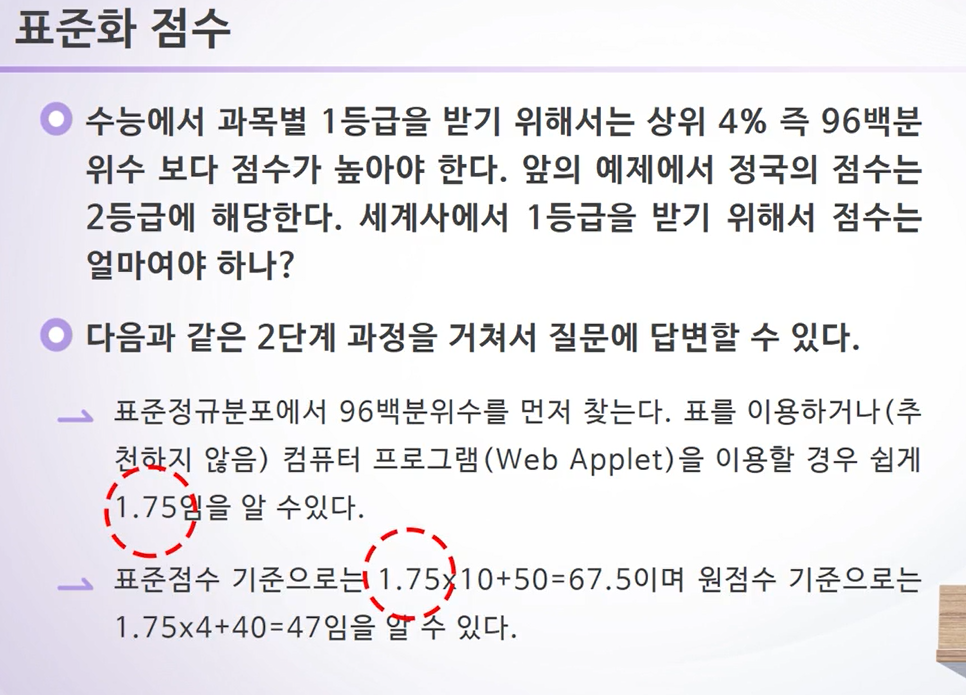 표준화 점수
수능에서 과목별 1등급을 받기 위해서는 상위 4% 즉 96백분
위수 보다 점수가 높아야 한다. 앞의 예제에서 정국의 점수는
2등급에 해당한다. 세계사에서 1등급을 받기 위해서 점수는
얼마여야 하나?
다음과 같은 2단계 과정을 거쳐서 질문에 답변할 수 있다.
표준정규분포에서 96백분위수를 먼저 찾는다. 표를 이용하거나(추
천하지 않음) 컴퓨터 프로그램(Web Applet)을 이용할 경우 쉽게
1.75임을 알 수있다.
표준점수 기준으로는 1.75x10+50=67.5이며 원점수 기준으로는
1.75x4+40=47임을 알 수 있다.